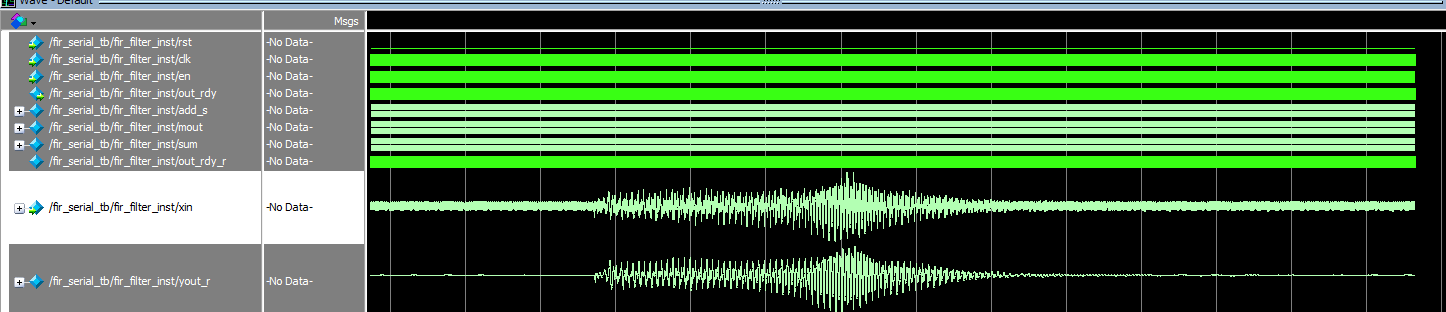 Wave - Default
Msgs
/fir_serial_tb/fir_filter_inst/rst -No Data-
/fir_serial_tb/fir_filter_inst/clk -No Data-
/fir_serial_tb/fir_filter_inst/en -No Data-
/fir_serial_tb/fir_filter_inst/out_rdy -No Data-
/fir_serial_tb/fir_filter_inst/add_s -No Data-
/fir_serial_tb/fir_filter_inst/mout -No Data-
/fir_serial_tb/fir_filter_inst/sum -No Data-
/fir_serial_tb/fir_filter_inst/out_rdy_r -No Data-
/fir_serial_tb/fir_filter_inst/xin -No Data-
/fir_serial_tb/fir_filter_inst/yout_r -No Data-